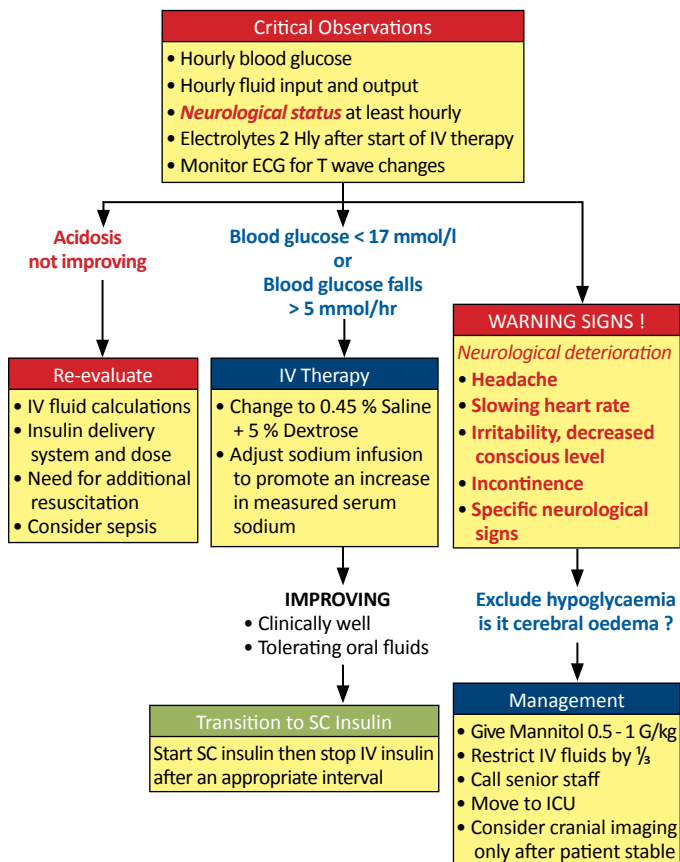 Critical Observations
• Hourly blood glucose
• Hourly fluid input and output
• Neurological status at least hourly
• Electrolytes 2 Hly after start of IV therapy
• Monitor ECG for T wave changes
Acidosis
not improving
Blood glucose < 17 mmol/l
or
Blood glucose falls
> 5 mmol/hr
Re-evaluate
• IV fluid calculations
• Insulin delivery
system and dose
• Need for additional
resuscitation
• Consider sepsis
IV Therapy
• Change to 0.45 % Saline
+ 5 % Dextrose
• Adjust sodium infusion
to promote an increase
in measured serum
sodium
WARNING SIGNS !
Neurological deterioration
• Headache
• Slowing heart rate
• Irritability, decreased
conscious level
• Incontinence
• Specific neurological
signs
IMPROVING
• Clinically well
• Tolerating oral fluids
Exclude hypoglycaemia
is it cerebral oedema ?
Transition to SC Insulin
Start SC insulin then stop IV insulin
after an appropriate interval
Management
• Give Mannitol 0.5 - 1 G/kg
• Restrict IV fluids by ⅓
• Call senior staff
• Move to ICU
• Consider cranial imaging
only after patient stable